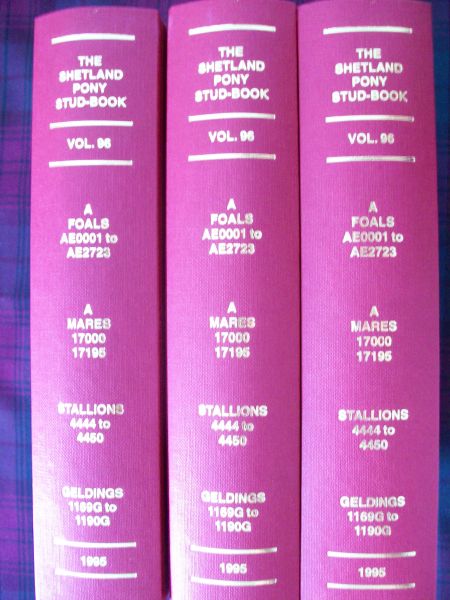 THE
SHETLAND
PONY
STUD-BOOK
VOL. 96
A
FOALS
AE0001 to
AE2723
A
MARES
17000
17195
STALLIONS
4444 to
4450
GELDINGS
1169G to
1190G
1995
THE
SHETLAND
PONY
STUD-BOOK
VOL. 96
A
FOALS
AE0001 to
AE2723
A
MARES
17000
17195
STALLIONS
4444 to
4450
GELDINGS
1169G to
1190G
1995
THE
SHETLAND
PONY
STUD-BOOK
VOL. 96
A
FOALS
AE0001 to
AE2723
A
MARES
17000
17195
STALLIONS
4444 to
4450
GELDINGS
1169G to
1190G
1995